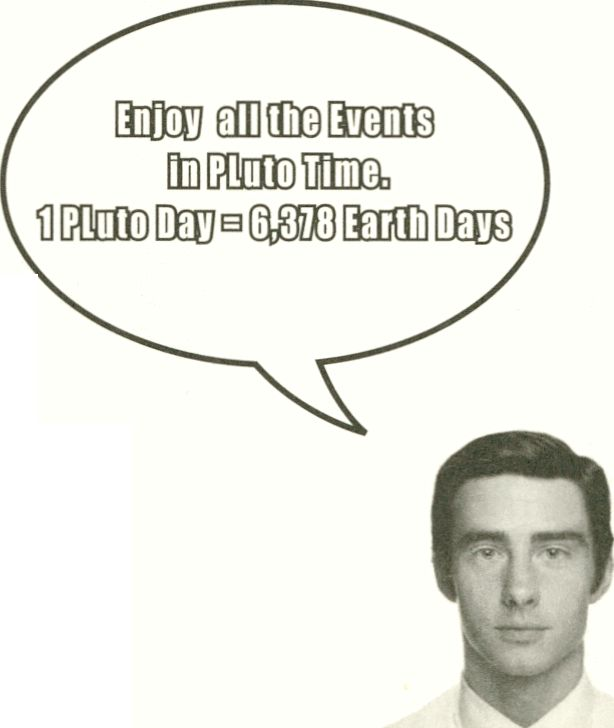 Enjoy all the Events
in PLuto Time.
1 PLuto Day = 6,378 Earth Days